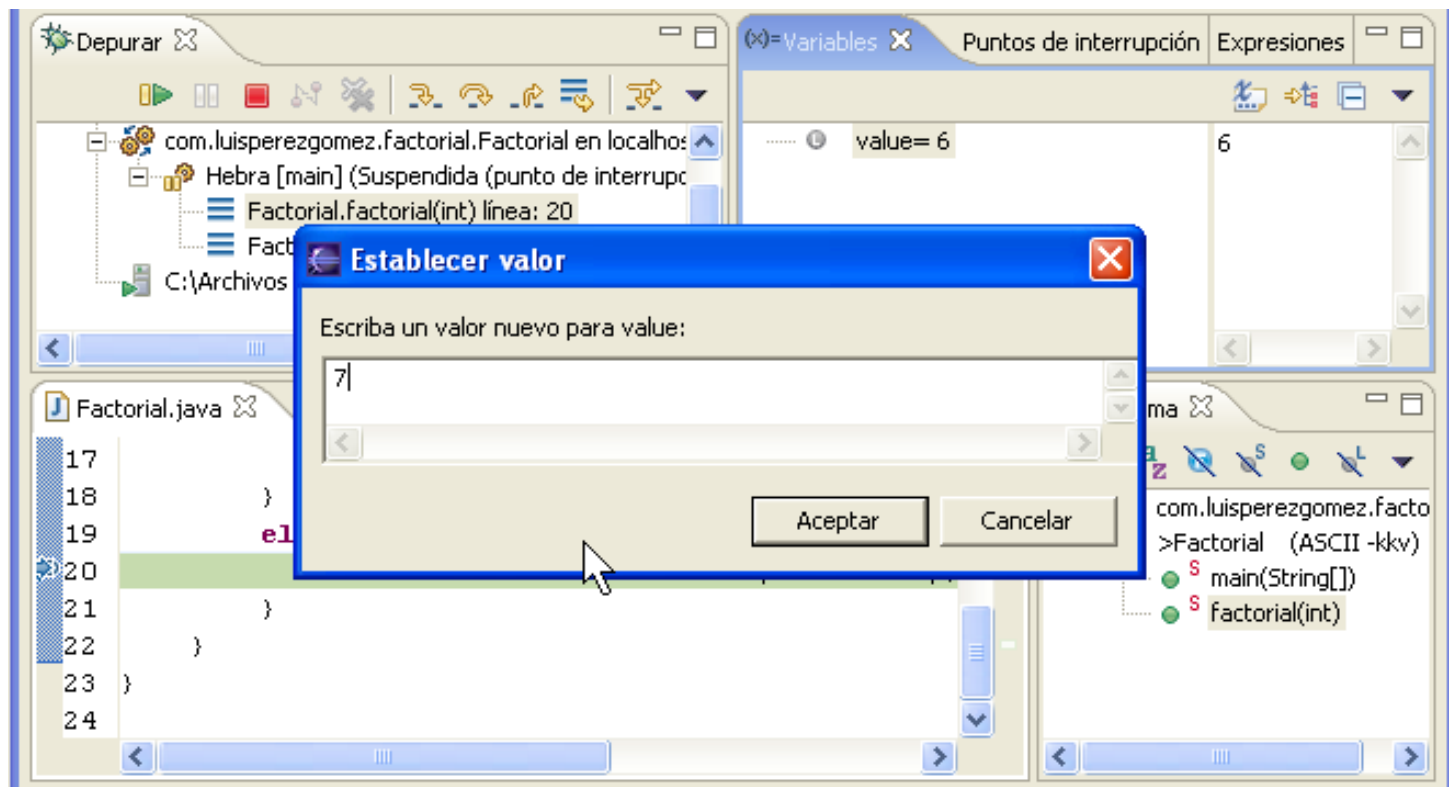 Depurar
(x)=Variables
Puntos de interrupción
Expresiones
com.luisperezgomez.factorial.Factorial en localhos
Hebra [main] (Suspendida (punto de interrupc
Factorial.factorial(int) línea: 20
Fact
C:\Archivos
value= 6
6
Establecer valor
Escriba un valor nuevo para value:
7
Aceptar
Cancelar
Factorial.java
17
18 }
19 el
20
21 }
22 }
23 }
24
ma
com.luisperezgomez.facto
>Factorial (ASCII -kkv)
S main(String[])
S factorial(int)